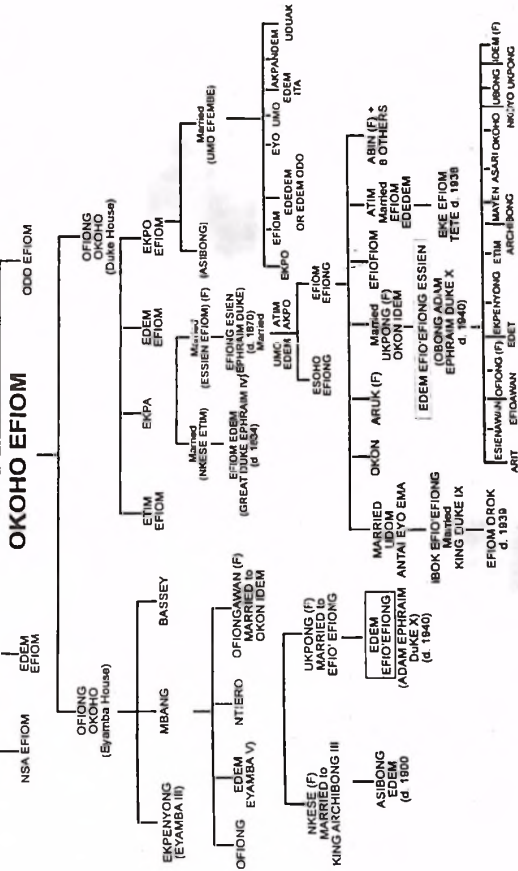 OKOHO EFIOM
NSA EFIOM
EDEM
EFIOM
ODO EFIOM
OFIONG
OKOHO
(Eyamba House)
OFIONG
OKOHO
(Duke House)
EKPENYONG
(EYAMBA III)
MBANG
BASSEY
ETIM
EFIOM
EKPA
EDEM
EFIOM
EKPO
EFIOM
OFIONG
EDEM
EYAMBA V)
NTIERO
OFIONGAWAN (F)
MARRIED TO
OKON IDEM
Married
(NKESE ETIM)
Married
(ESSIEN EFIOM) (F)
(ASIBONG)
Married
(UMO EFEMBE)
EFIOM EDEM
(GREAT DUKE EPHRAIM IV)
(d 1834)
EFIONG ESIEN
(EPHRAIM DUKE)
(d. 1870)
Married
UMO
EDEM
ATIM
AKPO
EKPO
EFIOM
EDEDEM
OR EDEM ODO
EYO
UMO
AKPANDEM
EDEM
ITA
UDUAK
ESOHO
EFIONG
EFIOM
EFIONG
NKESE (F)
MARRIED to
KING ARCHIBONG III
UKPONG (F)
MARRIED to
EFIO' EFIONG
ASIBONG
EDEM
(d. 1900
EDEM
EFIO'EFIONG
(ADAM EPHRAIM
DuKE X)
(d. 1940)
MARRIED
UDOM
ANTAI EYO EMA
OKON
ARUK (F)
Married
UKPONG (F)
OKON IDEM
EFIOFIOM
ATIM
Married
EFIOM
EDEDEM
ABIN (F) +
8 OTHERS
IBOK EFIO'EFIONG
Married
KING DUKE IX
EDEM EFIO'EFIONG ESSIEN
(OBONG ADAM
EPHRAIM DUKE X
d. 1940)
EKE EFIOM
TETE d. 1938
EFIOM OROK
d. 1939
ESIENAWAN
OFIONG (F)
EKPENYONG
ETIM
MAYEN
ASARI
OKOHO
UBONG
IDEM (F)
ARIT
EFIOAWAN
EDET
ARCHIBONG
NKOYO
UKPONG